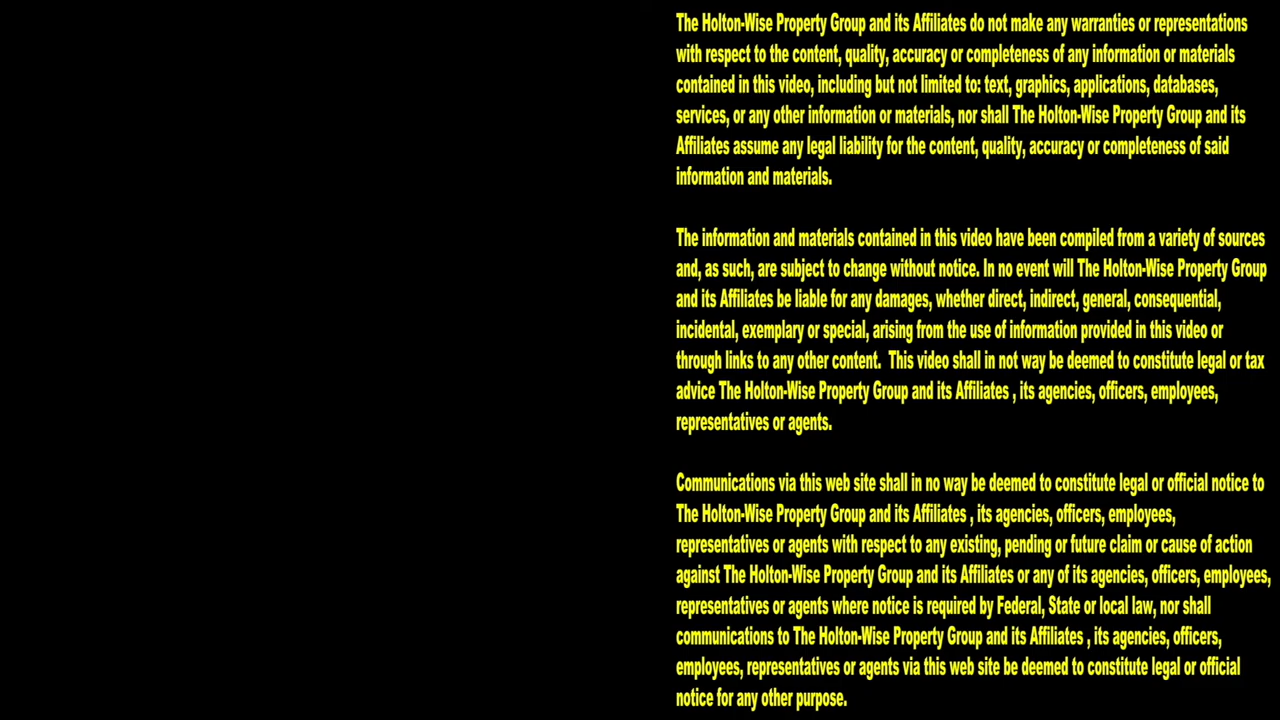 The Holton-Wise Property Group and its Affiliates do not make any warranties or representations
with respect to the content, quality, accuracy or completeness of any information or materials
contained in this video, including but not limited to: text, graphics, applications, databases,
services, or any other information or materials, nor shall The Holton-Wise Property Group and its
Affiliates assume any legal liability for the content, quality, accuracy or completeness of said
information and materials.
The information and materials contained in this video have been compiled from a variety of sources
and, as such, are subject to change without notice. In no event will The Holton-Wise Property Group
and its Affiliates be liable for any damages, whether direct, indirect, general, consequential,
incidental, exemplary or special, arising from the use of information provided in this video or
through links to any other content.  This video shall in not way be deemed to constitute legal or tax
advice The Holton-Wise Property Group and its Affiliates , its agencies, officers, employees,
representatives or agents.
Communications via this web site shall in no way be deemed to constitute legal or official notice to
The Holton-Wise Property Group and its Affiliates , its agencies, officers, employees,
representatives or agents with respect to any existing, pending or future claim or cause of action
against The Holton-Wise Property Group and its Affiliates or any of its agencies, officers, employees,
representatives or agents where notice is required by Federal, State or local law, nor shall
communications to The Holton-Wise Property Group and its Affiliates , its agencies, officers,
employees, representatives or agents via this web site be deemed to constitute legal or official
notice for any other purpose.